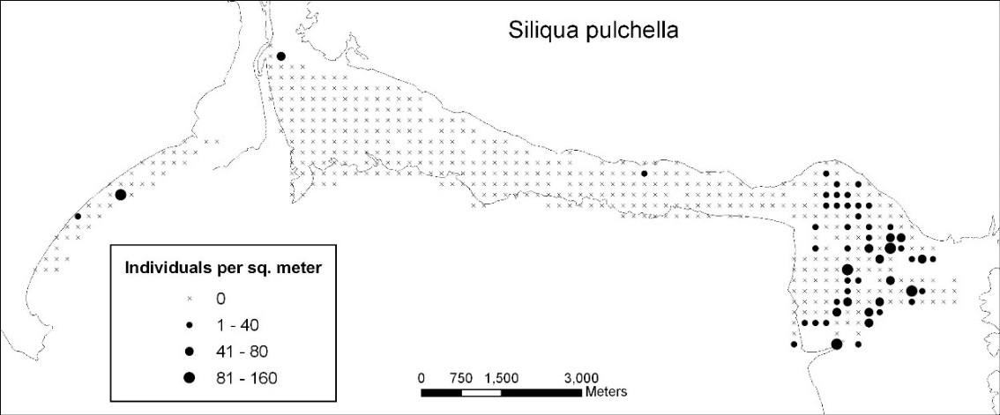 Siliqua pulchella
Individuals per sq. meter
0
1 - 40
41 - 80
81 - 160
0 750 1,500 3,000
Meters